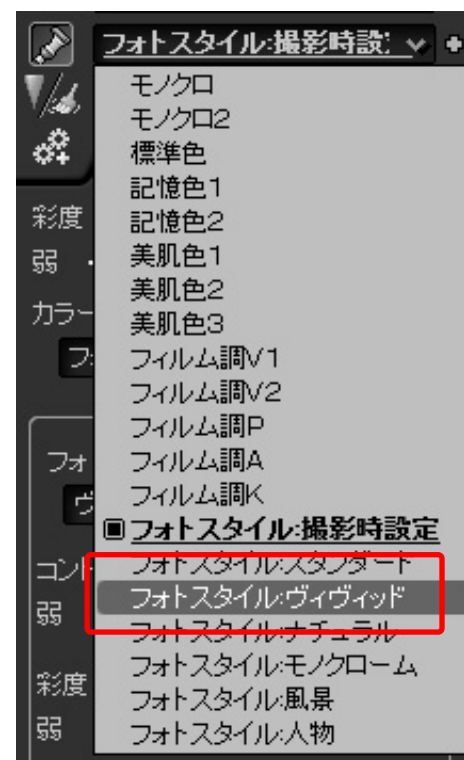 フォトスタイル:撮影時設
モノクロ
モノクロ2
標準色
記憶色1
記憶色2
美肌色1
美肌色2
美肌色3
フィルム調V1
フィルム調V2
フィルム調P
フィルム調A
フィルム調K
フォトスタイル:撮影時設定
フォトスタイル:スタンダード
フォトスタイル:ヴィヴィッド
フォトスタイル:ナチュラル
フォトスタイル:モノクローム
フォトスタイル:風景
フォトスタイル:人物
彩度
弱
カラー
フォ
ヴ
コント
弱
彩度
弱